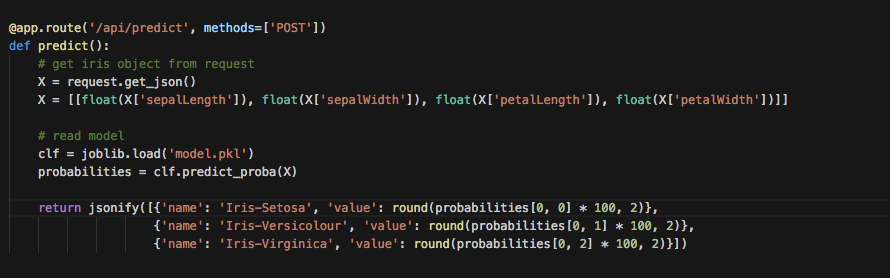 @app.route('/api/predict', methods=['POST'])
def predict():
    # get iris object from request
    X = request.get_json()
    X = [[float(X['sepalLength']), float(X['sepalWidth']), float(X['petalLength']), float(X['petalWidth'])]]

    # read model
    clf = joblib.load('model.pkl')
    probabilities = clf.predict_proba(X)

    return jsonify([{'name': 'Iris-Setosa', 'value': round(probabilities[0, 0] * 100, 2)},
                    {'name': 'Iris-Versicolour', 'value': round(probabilities[0, 1] * 100, 2)},
                    {'name': 'Iris-Virginica', 'value': round(probabilities[0, 2] * 100, 2)}])